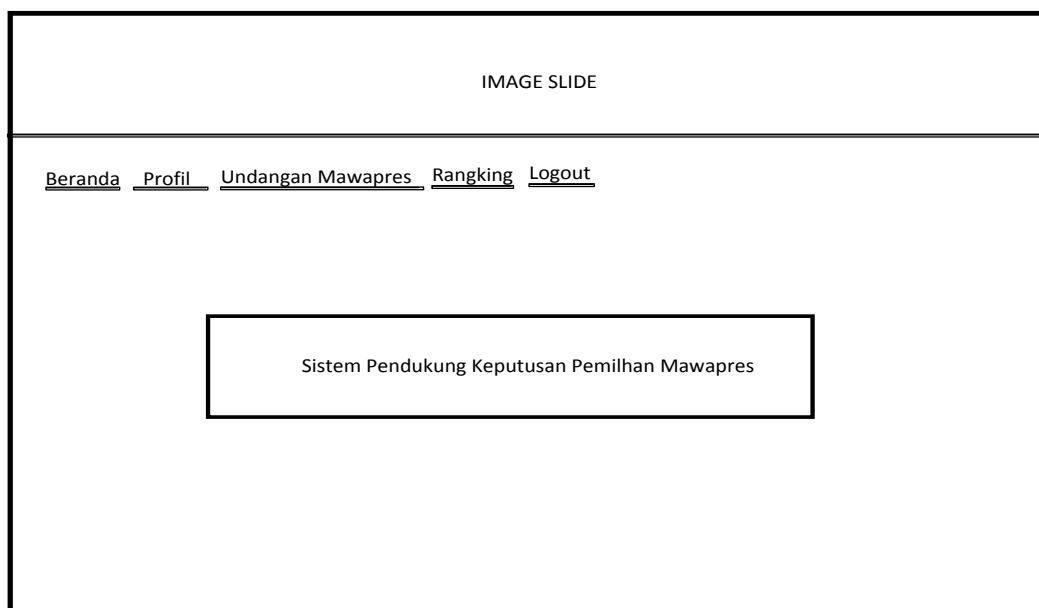 IMAGE SLIDE
Beranda Profil Undangan Mawapres Rangking Logout
Sistem Pendukung Keputusan Pemilhan Mawapres